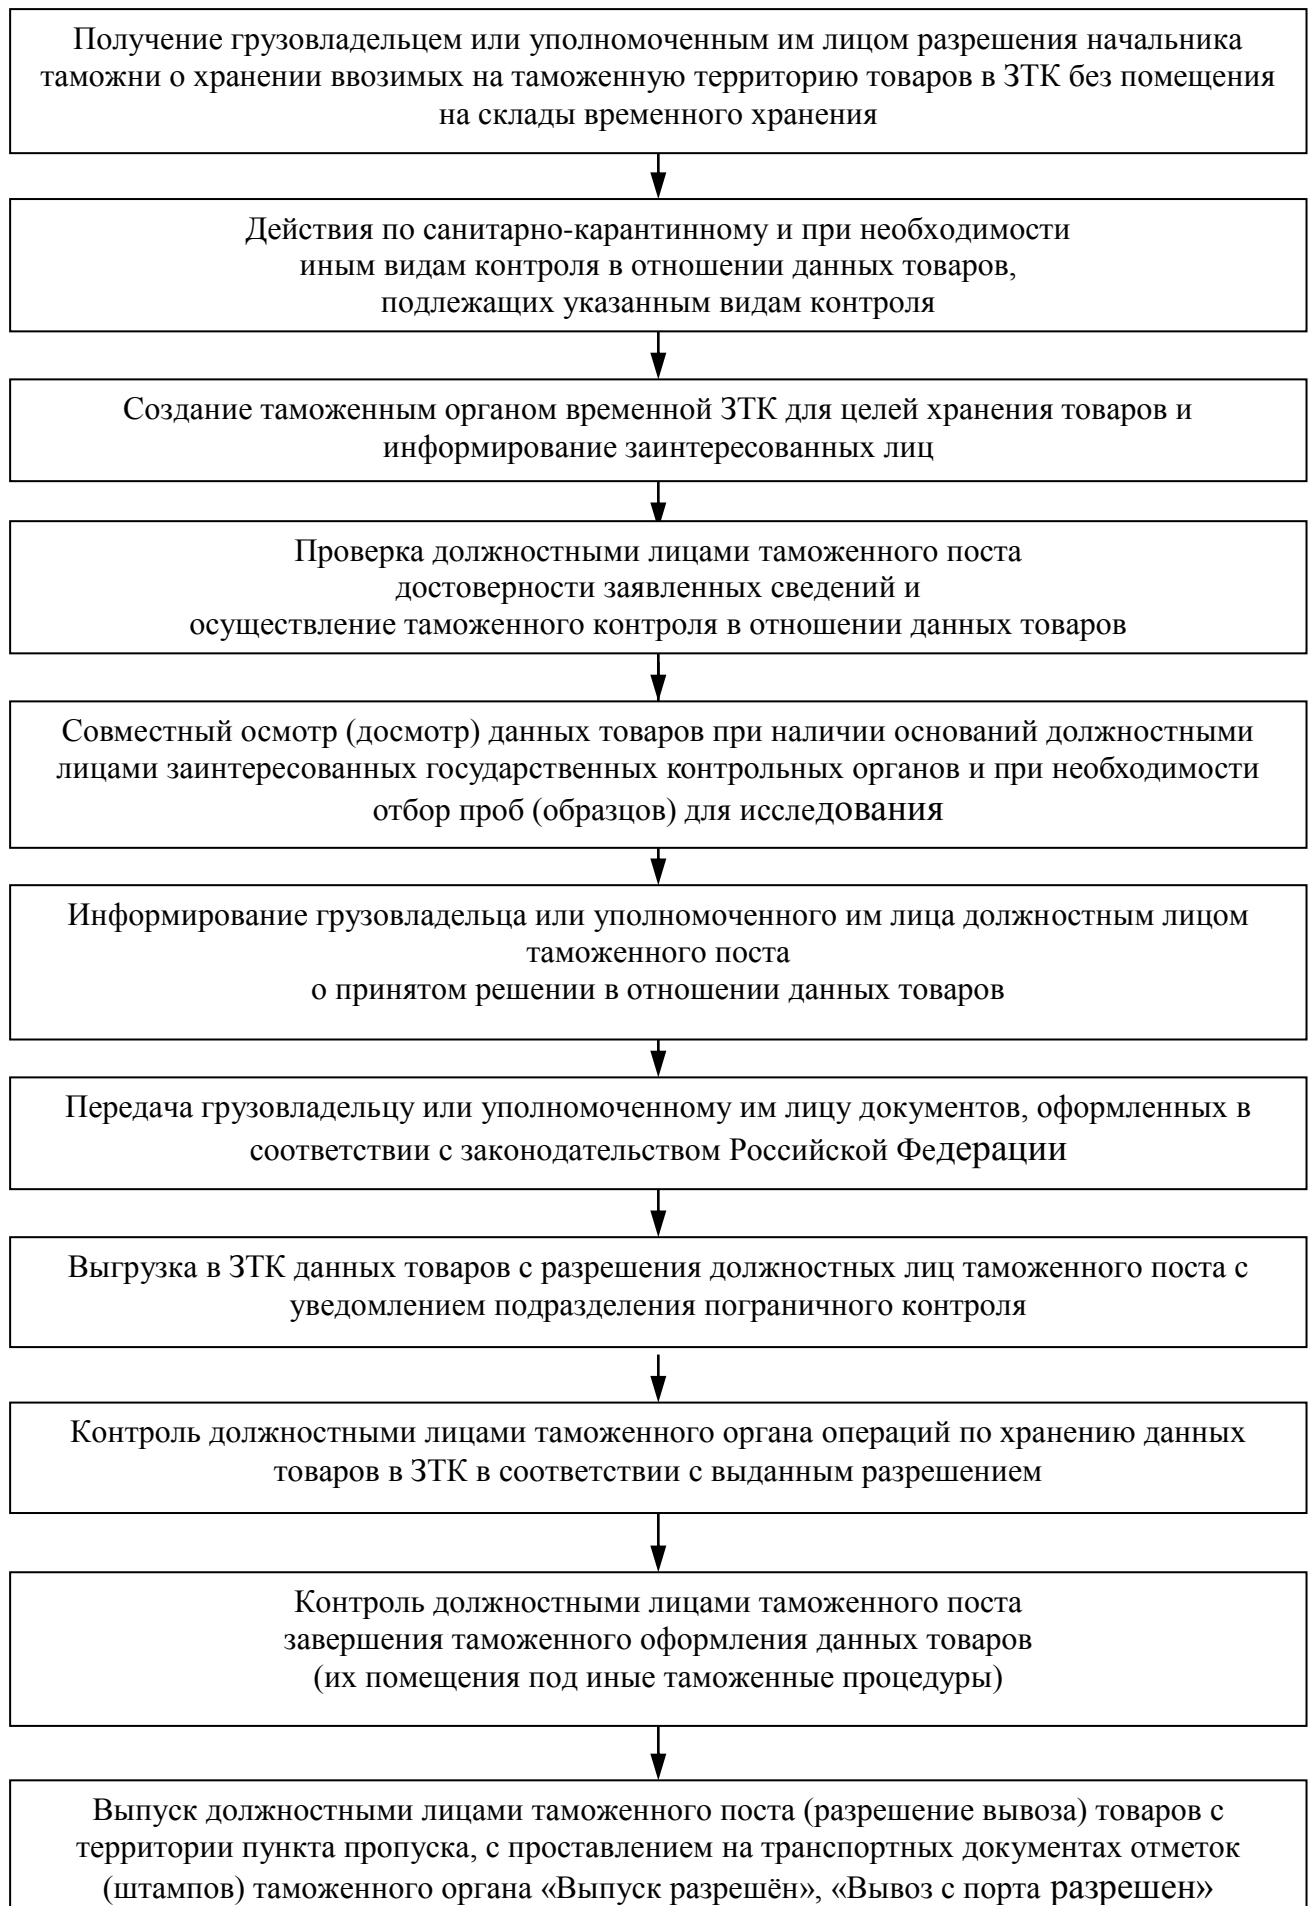 Получение грузовладельцем или уполномоченным им лицом разрешения начальника
таможни о хранении ввозимых на таможенную территорию товаров в ЗТК без помещения
на склады временного хранения
Действия по санитарно-карантинному и при необходимости
иным видам контроля в отношении данных товаров,
подлежащих указанным видам контроля
Создание таможенным органом временной ЗТК для целей хранения товаров и
информирование заинтересованных лиц
Проверка должностными лицами таможенного поста
достоверности заявленных сведений и
осуществление таможенного контроля в отношении данных товаров
Совместный осмотр (досмотр) данных товаров при наличии оснований должностными
лицами заинтересованных государственных контрольных органов и при необходимости
отбор проб (образцов) для исследования
Информирование грузовладельца или уполномоченного им лица должностным лицом
таможенного поста
о принятом решении в отношении данных товаров
Передача грузовладельцу или уполномоченному им лицу документов, оформленных в
соответствии с законодательством Российской Федерации
Выгрузка в ЗТК данных товаров с разрешения должностных лиц таможенного поста с
уведомлением подразделения пограничного контроля
Контроль должностными лицами таможенного органа операций по хранению данных
товаров в ЗТК в соответствии с выданным разрешением
Контроль должностными лицами таможенного поста
завершения таможенного оформления данных товаров
(их помещения под иные таможенные процедуры)
Выпуск должностными лицами таможенного поста (разрешение вывоза) товаров с
территории пункта пропуска, с проставлением на транспортных документах отметок
(штампов) таможенного органа «Выпуск разрешён», «Вывоз с порта разрешен»